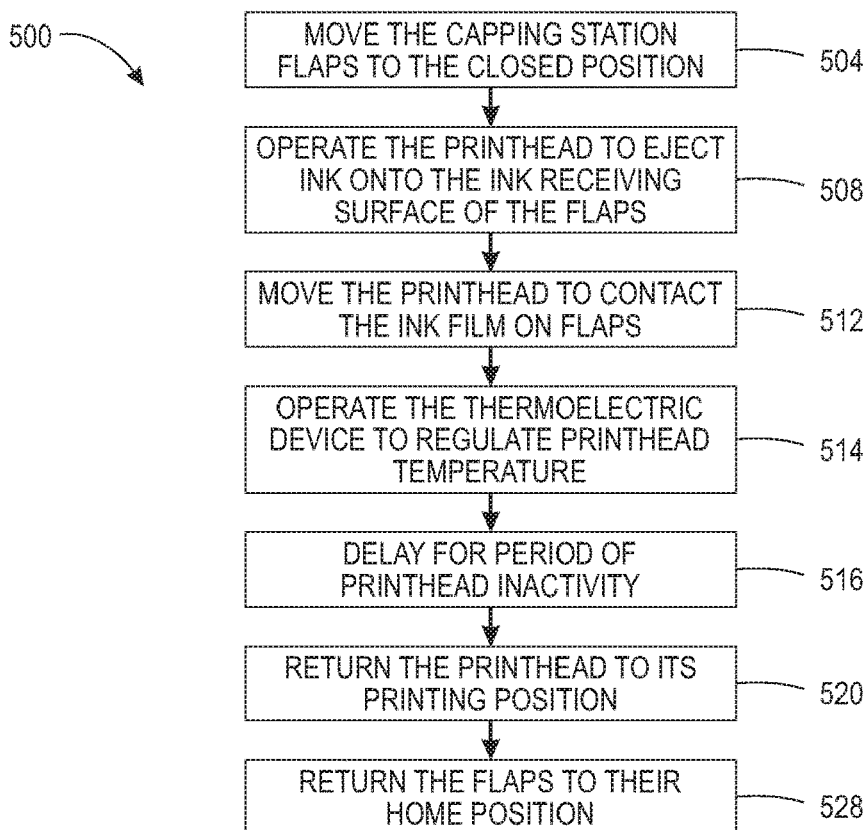 500
MOVE THE CAPPING STATION
FLAPS TO THE CLOSED POSITION
504
OPERATE THE PRINTHEAD TO EJECT
INK ONTO THE INK RECEIVING
SURFACE OF THE FLAPS
508
MOVE THE PRINTHEAD TO CONTACT
THE INK FILM ON FLAPS
512
OPERATE THE THERMOELECTRIC
DEVICE TO REGULATE PRINTHEAD
TEMPERATURE
514
DELAY FOR PERIOD OF
PRINTHEAD INACTIVITY
516
RETURN THE PRINTHEAD TO ITS
PRINTING POSITION
520
RETURN THE FLAPS TO THEIR
HOME POSITION
528